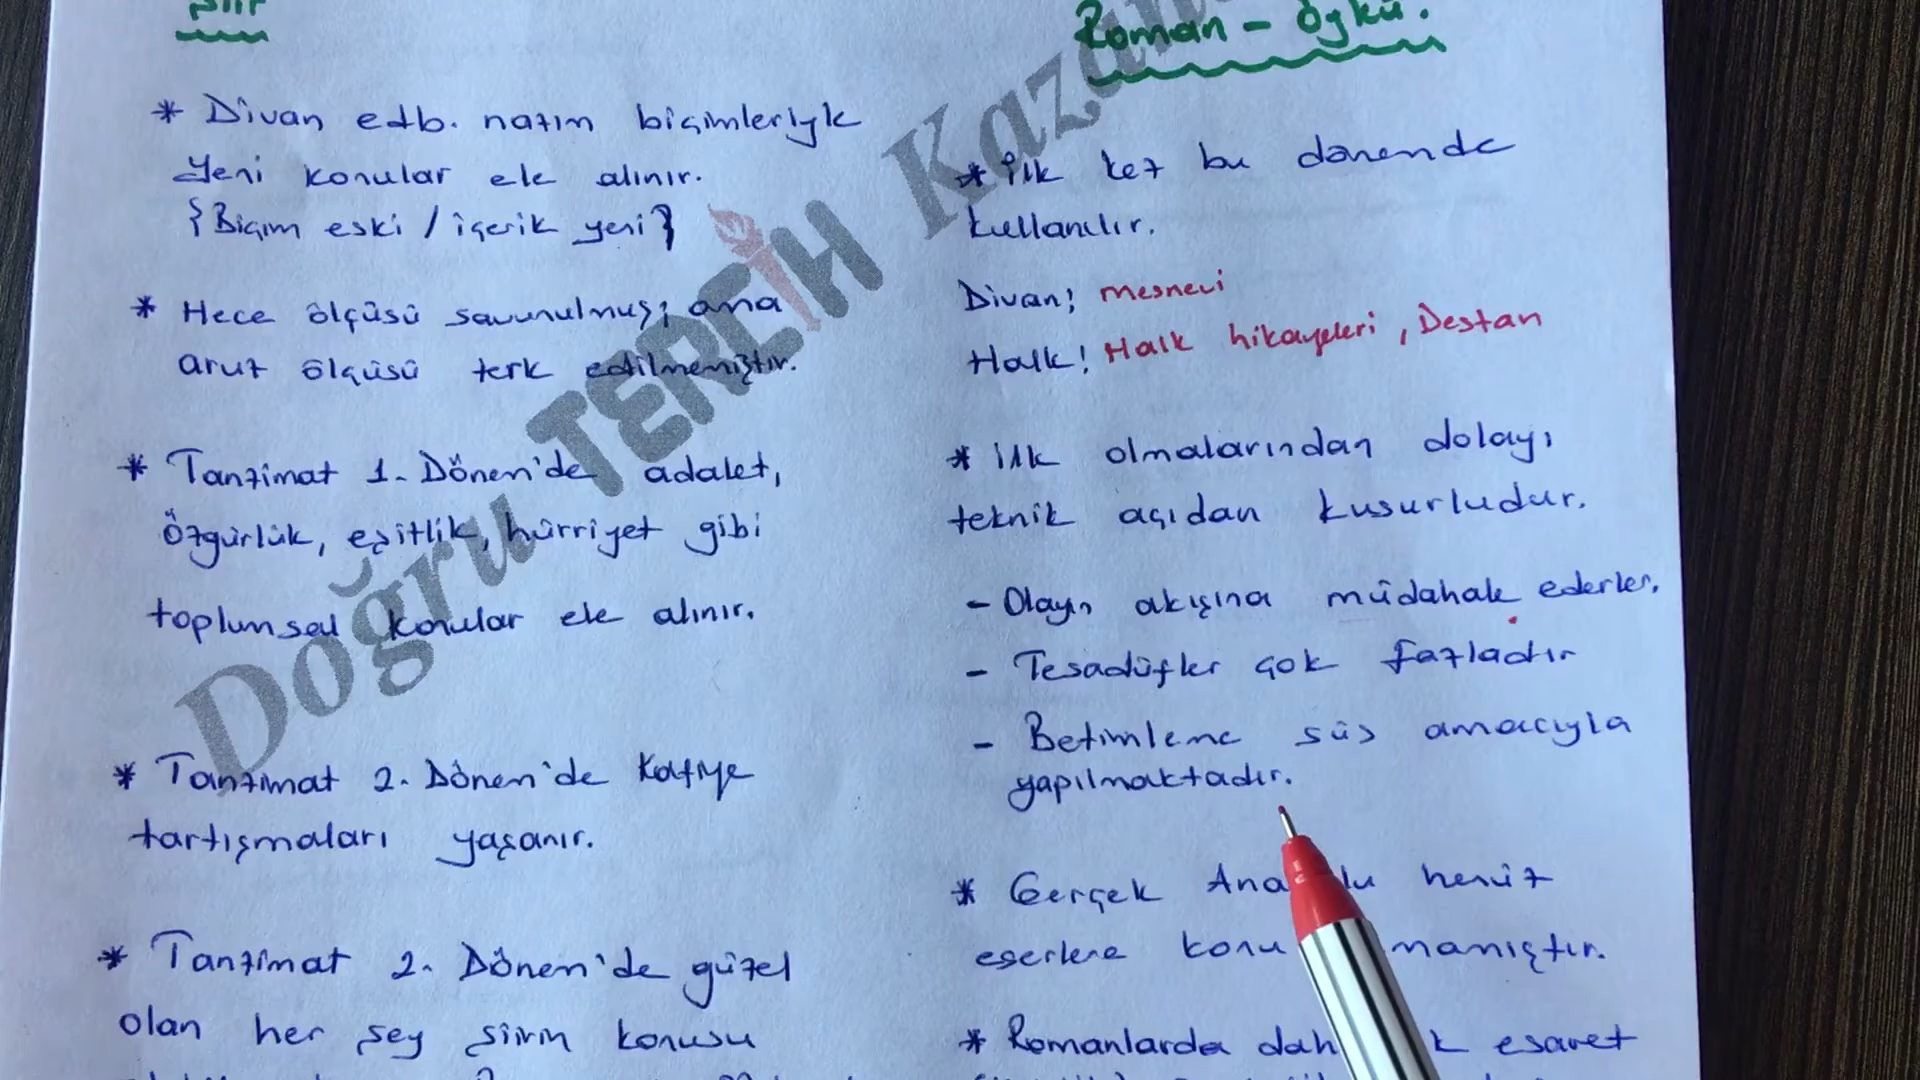 Şiir
* Divan edb. nazım biçimleriyle
Yeni konular ele alınır.
{Biçim eski / içerik yeni}
* Hece ölçüsü savunulmuş; ama
aruz ölçüsü terk edilmemiştir.
* Tanzimat 1. Dönem'de adalet,
Özgürlük, eşitlik, hürriyet gibi
toplumsal konular ele alınır.
* Tanzimat 2. Dönem'de Kafiye
tartışmaları yaşanır.
* Tanzimat 2. Dönem'de güzel
olan her şey şiirin konusu
Roman - Öykü.
* İlk kez bu dönemde
kullanılır.
Divan; mesnevi
Halk; Halk hikayeleri, Destan
* İlk olmalarından dolayı
teknik açıdan kusurludur.
- Olayın akışına müdahale ederler.
- Tesadüfler çok fazladır
- Betimleme süs amacıyla
yapılmaktadır.
* Gerçek henüz
eserlere
* Romanlarda esaret
Doğru TERCİH